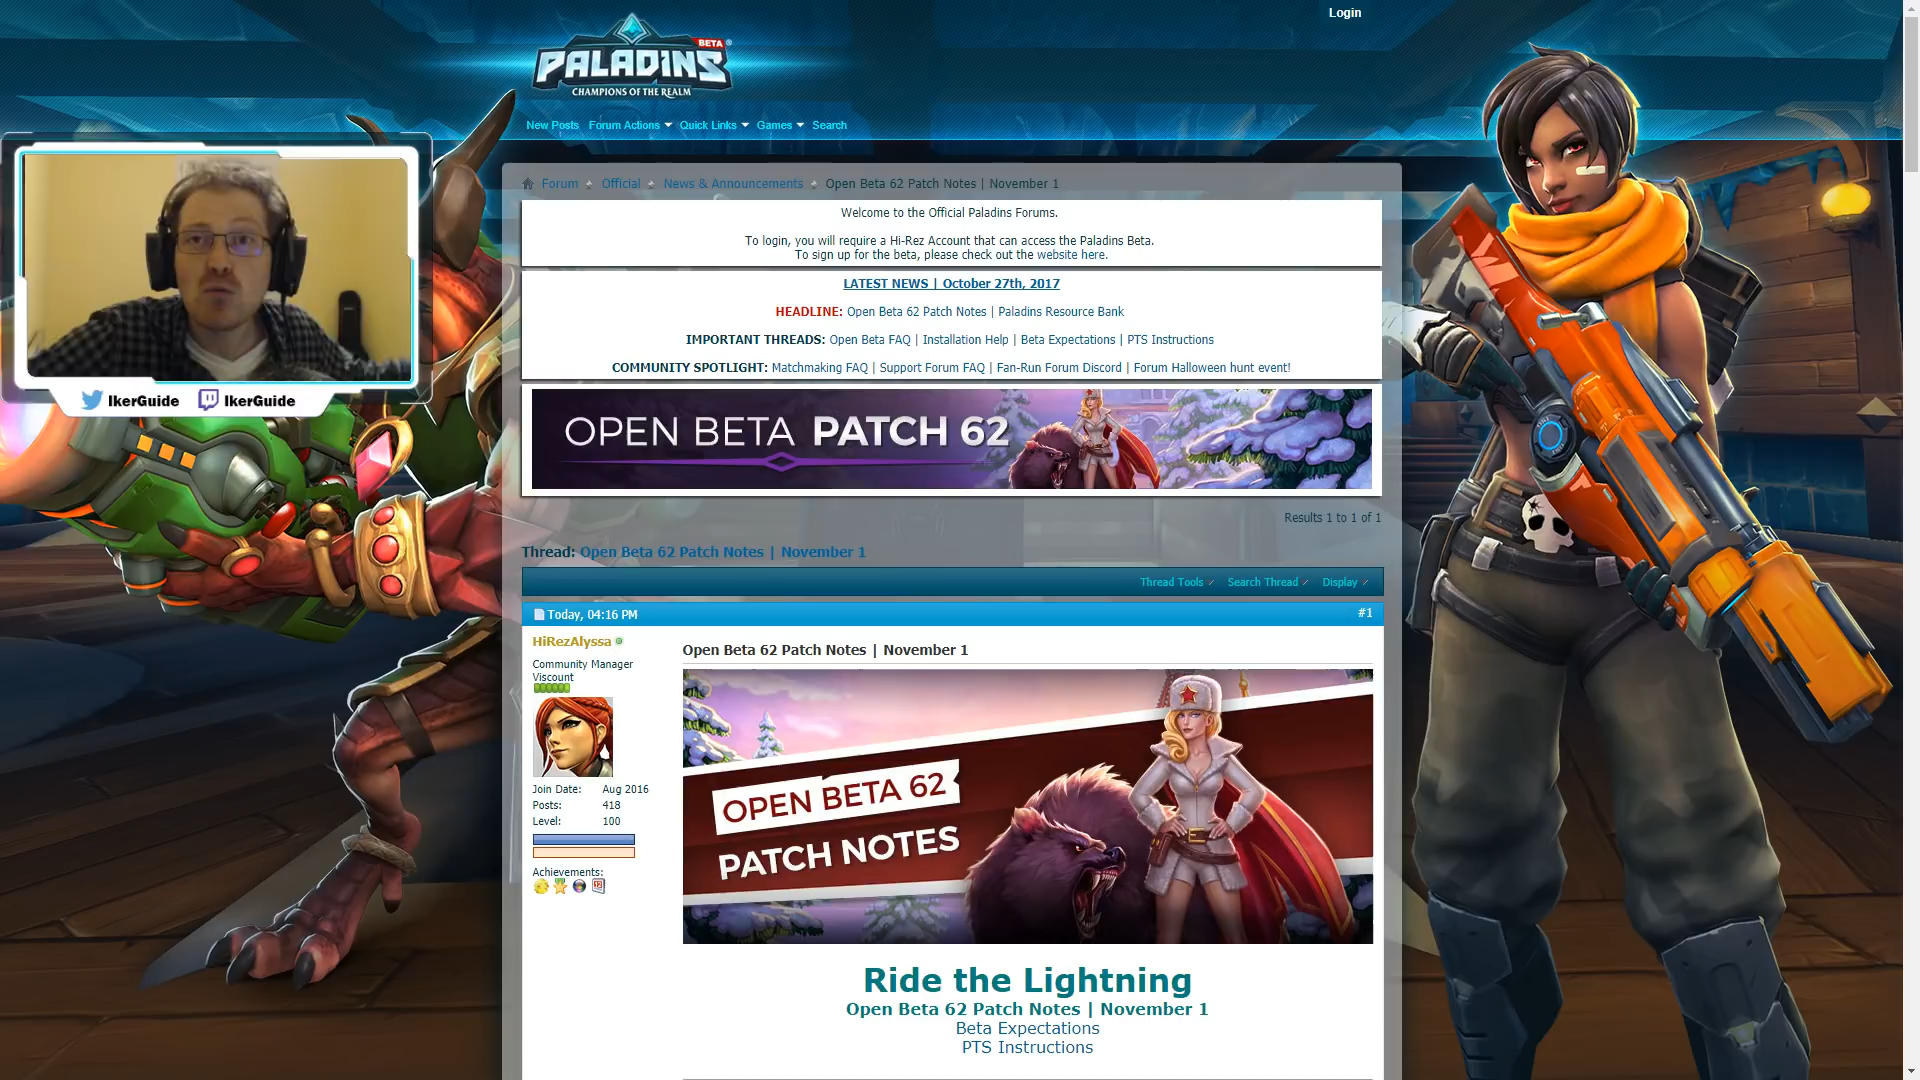 Login
BETA
PALADINS
CHAMPIONS OF THE REALM
New Posts Forum Actions Quick Links Games Search
Forum Official News & Announcements Open Beta 62 Patch Notes | November 1
Welcome to the Official Paladins Forums.
To login, you will require a Hi-Rez Account that can access the Paladins Beta.
To sign up for the beta, please check out the website here.
LATEST NEWS | October 27th, 2017
HEADLINE: Open Beta 62 Patch Notes | Paladins Resource Bank
IMPORTANT THREADS: Open Beta FAQ | Installation Help | Beta Expectations | PTS Instructions
COMMUNITY SPOTLIGHT: Matchmaking FAQ | Support Forum FAQ | Fan-Run Forum Discord | Forum Halloween hunt event!
IkerGuide IkerGuide
OPEN BETA PATCH 62
Results 1 to 1 of 1
Thread: Open Beta 62 Patch Notes | November 1
Thread Tools Search Thread Display
Today, 04:16 PM #1
HiRezAlyssa
Community Manager
Viscount
Join Date: Aug 2016
Posts: 418
Level: 100
Achievements:
Open Beta 62 Patch Notes | November 1
OPEN BETA 62
PATCH NOTES
Ride the Lightning
Open Beta 62 Patch Notes | November 1
Beta Expectations
PTS Instructions